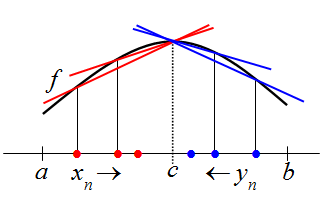 f
a xₙ→ c ←yₙ b